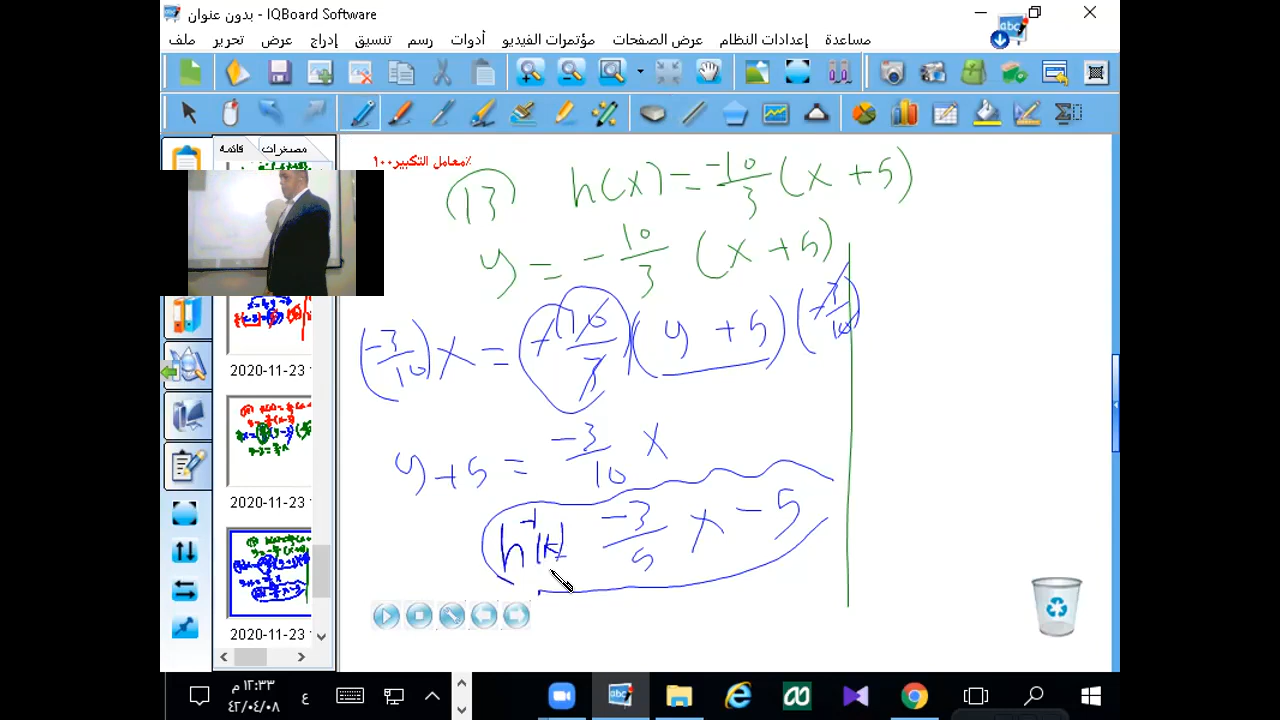 بدون عنوان - IQBoard Software
ملف تحرير عرض إدراج تنسيق رسم أدوات مؤتمرات الفيديو عرض الصفحات إعدادات النظام مساعدة
قائمة مصغرات
٪معامل التكبير١٠٠
(13) h(x) = -10/3 (x + 5)
y = - 10/3 (x + 5)
(-3/10) x = (-10/3) (y + 5) (-3/10)
y + 5 = -3/10 x
h⁻¹(x) -3/5 x - 5
2020-11-23
2020-11-23
2020-11-23
١٢:٣٣ م
٤٢/٠٤/٠٨
ع